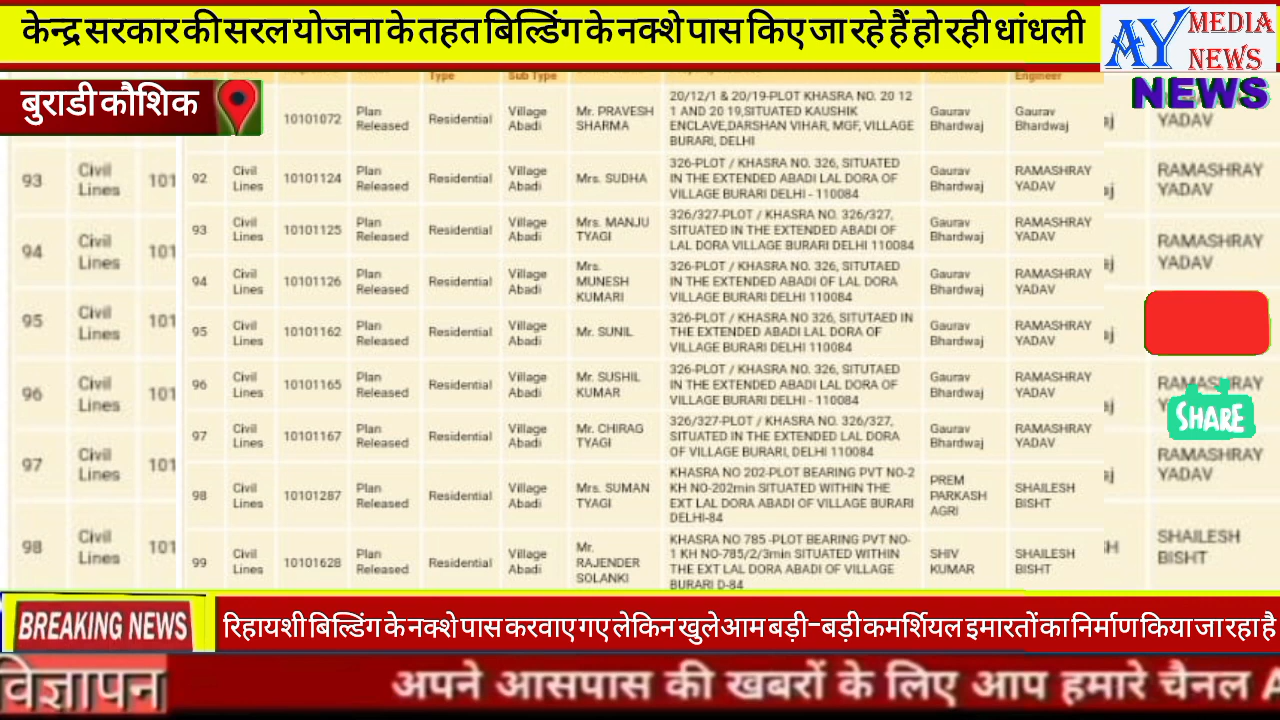 केन्द्र सरकार की सरल योजना के तहत बिल्डिंग के नक्शे पास किए जा रहे हैं हो रही धांधली
AY MEDIA NEWS
NEWS
बुराडी कौशिक
Type Sub Type Engineer
10101072 Plan Released Residential Village Abadi Mr. PRAVESH SHARMA 20/12/1 & 20/19-PLOT KHASRA NO. 20 12 1 AND 20 19,SITUATED KAUSHIK ENCLAVE,DARSHAN VIHAR, MGF, VILLAGE BURARI, DELHI Gaurav Bhardwaj Gaurav Bhardwaj
92 Civil Lines 10101124 Plan Released Residential Village Abadi Mrs. SUDHA 326-PLOT / KHASRA NO. 326, SITUATED IN THE EXTENDED ABADI LAL DORA OF VILLAGE BURARI DELHI - 110084 Gaurav Bhardwaj RAMASHRAY YADAV
93 Civil Lines 10101125 Plan Released Residential Village Abadi Mrs. MANJU TYAGI 326/327-PLOT / KHASRA NO. 326/327, SITUATED IN THE EXTENDED ABADI OF LAL DORA VILLAGE BURARI DELHI 110084 Gaurav Bhardwaj RAMASHRAY YADAV
94 Civil Lines 10101126 Plan Released Residential Village Abadi Mrs. MUNESH KUMARI 326-PLOT / KHASRA NO. 326, SITUTAED IN THE EXTENDED ABADI OF LAL DORA VILLAGE BURARI DELHI 110084 Gaurav Bhardwaj RAMASHRAY YADAV
95 Civil Lines 10101162 Plan Released Residential Village Abadi Mr. SUNIL 326-PLOT / KHASRA NO 326, SITUTAED IN THE EXTENDED ABADI LAL DORA OF VILLAGE BURARI DELHI 110084 Gaurav Bhardwaj RAMASHRAY YADAV
96 Civil Lines 10101165 Plan Released Residential Village Abadi Mr. SUSHIL KUMAR 326-PLOT / KHASRA NO. 326, SITUTAED IN THE EXTENDED ABADI LAL DORA OF VILLAGE BURARI DELHI - 110084 Gaurav Bhardwaj RAMASHRAY YADAV
97 Civil Lines 10101167 Plan Released Residential Village Abadi Mr. CHIRAG TYAGI 326/327-PLOT / KHASRA NO. 326/327, SITUATED IN THE EXTENDED LAL DORA OF VILLAGE BURARI, DELHI 110084 Gaurav Bhardwaj RAMASHRAY YADAV
98 Civil Lines 10101287 Plan Released Residential Village Abadi Mrs. SUMAN TYAGI KHASRA NO 202-PLOT BEARING PVT NO-2 KH NO-202min SITUATED WITHIN THE EXT LAL DORA ABADI OF VILLAGE BURARI DELHI-84 PREM PARKASH AGRI SHAILESH BISHT
99 Civil Lines 10101628 Plan Released Residential Village Abadi Mr. RAJENDER SOLANKI KHASRA NO 785 -PLOT BEARING PVT NO-1 KH NO-785/2/3min SITUATED WITHIN THE EXT LAL DORA ABADI OF VILLAGE BURARI D-84 SHIV KUMAR SHAILESH BISHT
93 Civil Lines 101
94 Civil Lines 101
95 Civil Lines 101
96 Civil Lines 101
97 Civil Lines 101
98 Civil Lines 101
YADAV
RAMASHRAY YADAV
RAMASHRAY YADAV
RAMASHRAY
SHARE
RAMASHRAY YADAV
SHAILESH BISHT
BREAKING NEWS रिहायशी बिल्डिंग के नक्शे पास करवाए गए लेकिन खुलेआम बड़ी-बड़ी कमर्शियल इमारतों का निर्माण किया जा रहा है
विज्ञापन अपने आसपास की खबरों के लिए आप हमारे चैनल A